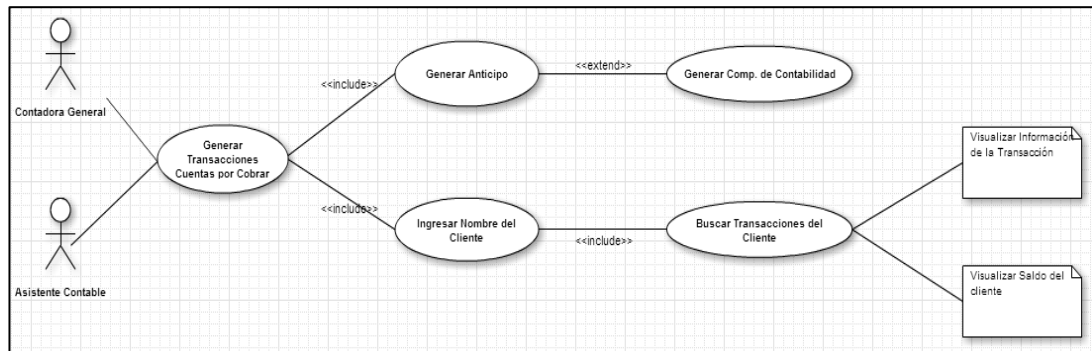 Contadora General
Asistente Contable
Generar
Transacciones
Cuentas por Cobrar
<<include>>
<<include>>
Generar Anticipo
<<extend>>
Generar Comp. de Contabilidad
Ingresar Nombre del
Cliente
<<include>>
Buscar Transacciones del
Cliente
Visualizar Información
de la Transacción
Visualizar Saldo del
cliente